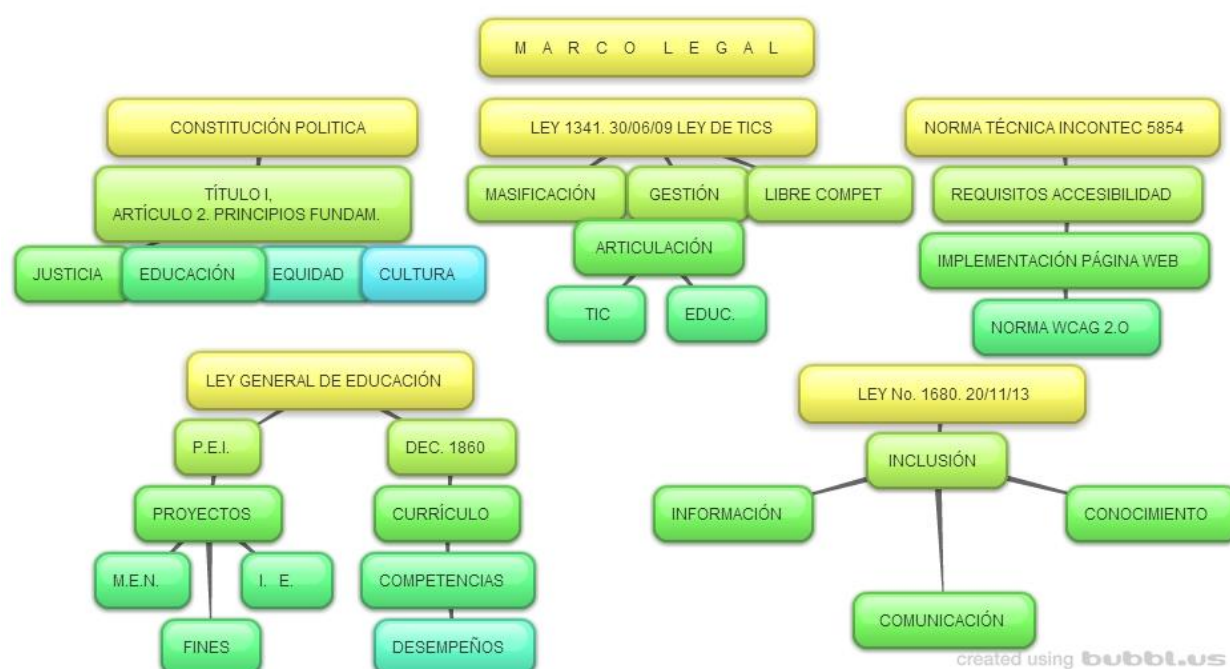 M A R C O L E G A L
CONSTITUCIÓN POLITICA
TÍTULO I,
ARTÍCULO 2. PRINCIPIOS FUNDAM.
JUSTICIA
EDUCACIÓN
EQUIDAD
CULTURA
LEY 1341. 30/06/09 LEY DE TICS
MASIFICACIÓN
GESTIÓN
LIBRE COMPET
ARTICULACIÓN
TIC
EDUC.
NORMA TÉCNICA INCONTEC 5854
REQUISITOS ACCESIBILIDAD
IMPLEMENTACIÓN PÁGINA WEB
NORMA WCAG 2.O
LEY GENERAL DE EDUCACIÓN
P.E.I.
PROYECTOS
M.E.N.
I. E.
FINES
DEC. 1860
CURRÍCULO
COMPETENCIAS
DESEMPEÑOS
LEY No. 1680. 20/11/13
INCLUSIÓN
INFORMACIÓN
CONOCIMIENTO
COMUNICACIÓN
created using bubbl.us